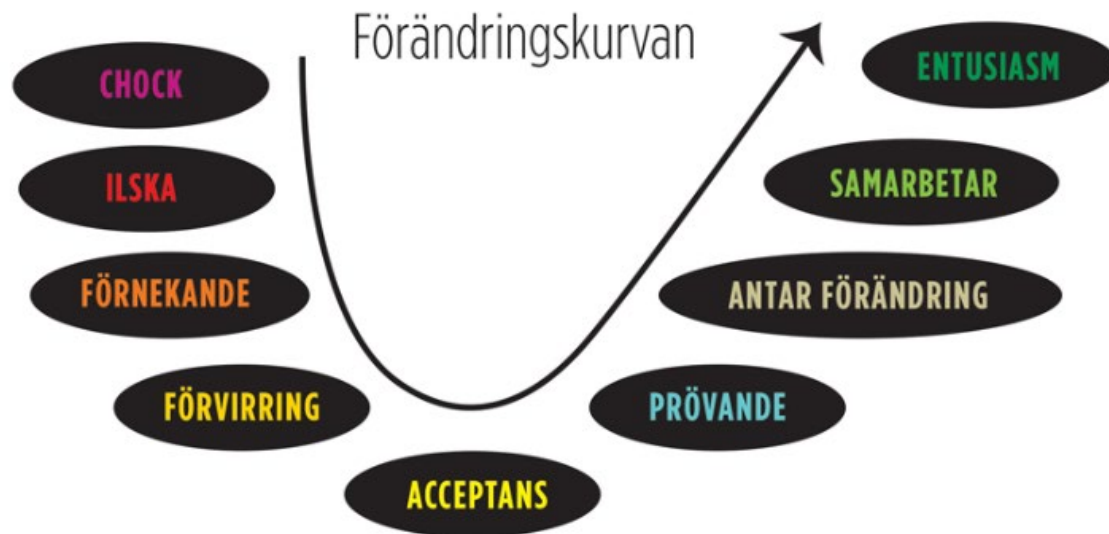 Förändringskurvan
CHOCK
ILSKA
FÖRNEKANDE
FÖRVIRRING
ACCEPTANS
PRÖVANDE
ANTAR FÖRÄNDRING
SAMARBETAR
ENTUSIASM